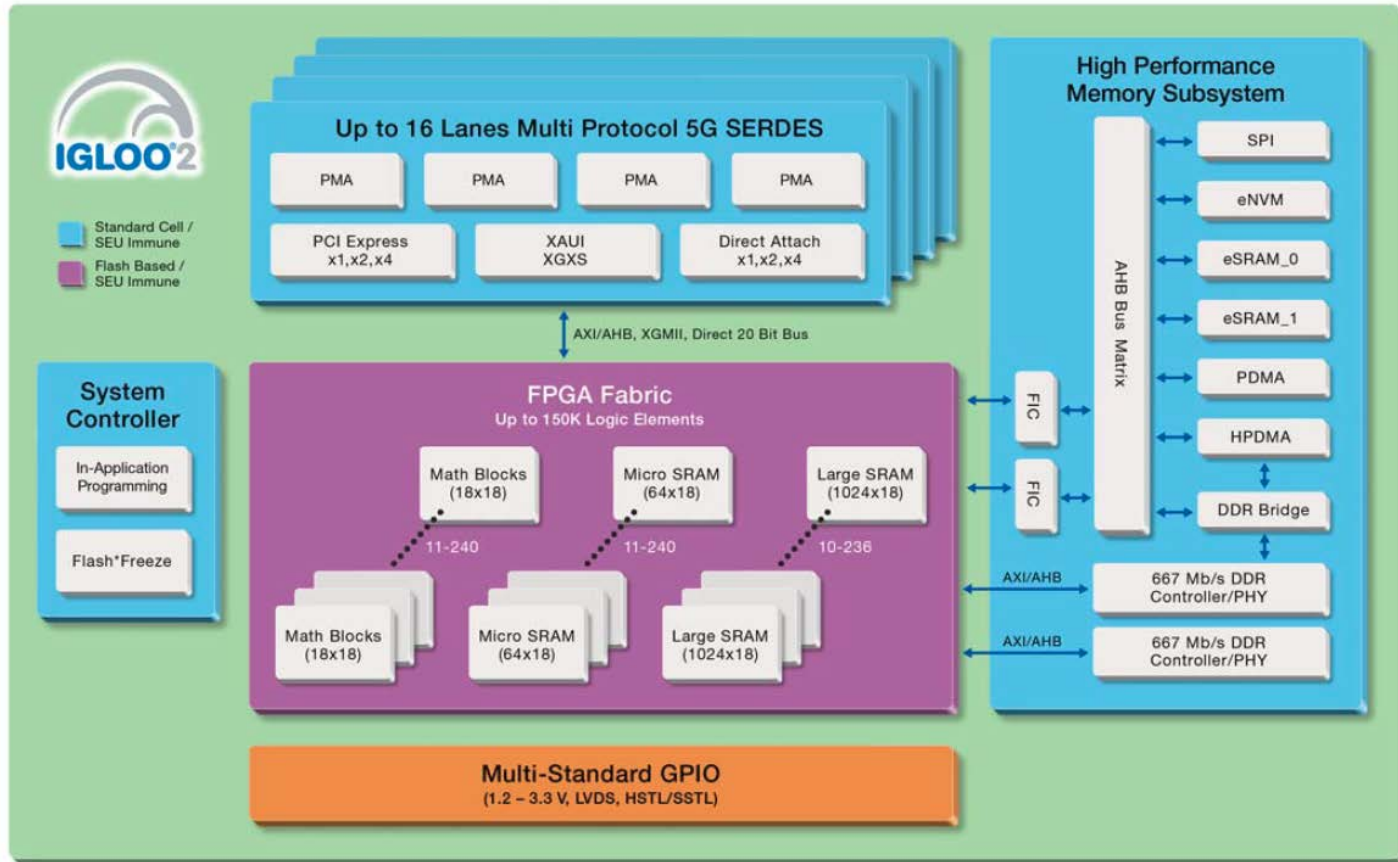 IGLOO®2
Standard Cell /
SEU Immune
Flash Based /
SEU Immune
Up to 16 Lanes Multi Protocol 5G SERDES
PMA
PMA
PMA
PMA
PCI Express
x1,x2,x4
XAUI
XGXS
Direct Attach
x1,x2,x4
AXI/AHB, XGMII, Direct 20 Bit Bus
System
Controller
In-Application
Programming
Flash*Freeze
FPGA Fabric
Up to 150K Logic Elements
Math Blocks
(18x18)
Micro SRAM
(64x18)
Large SRAM
(1024x18)
11-240
11-240
10-236
Math Blocks
(18x18)
Micro SRAM
(64x18)
Large SRAM
(1024x18)
High Performance
Memory Subsystem
AHB Bus Matrix
FIC
FIC
SPI
eNVM
eSRAM_0
eSRAM_1
PDMA
HPDMA
DDR Bridge
AXI/AHB
667 Mb/s DDR
Controller/PHY
AXI/AHB
667 Mb/s DDR
Controller/PHY
Multi-Standard GPIO
(1.2 – 3.3 V, LVDS, HSTL/SSTL)